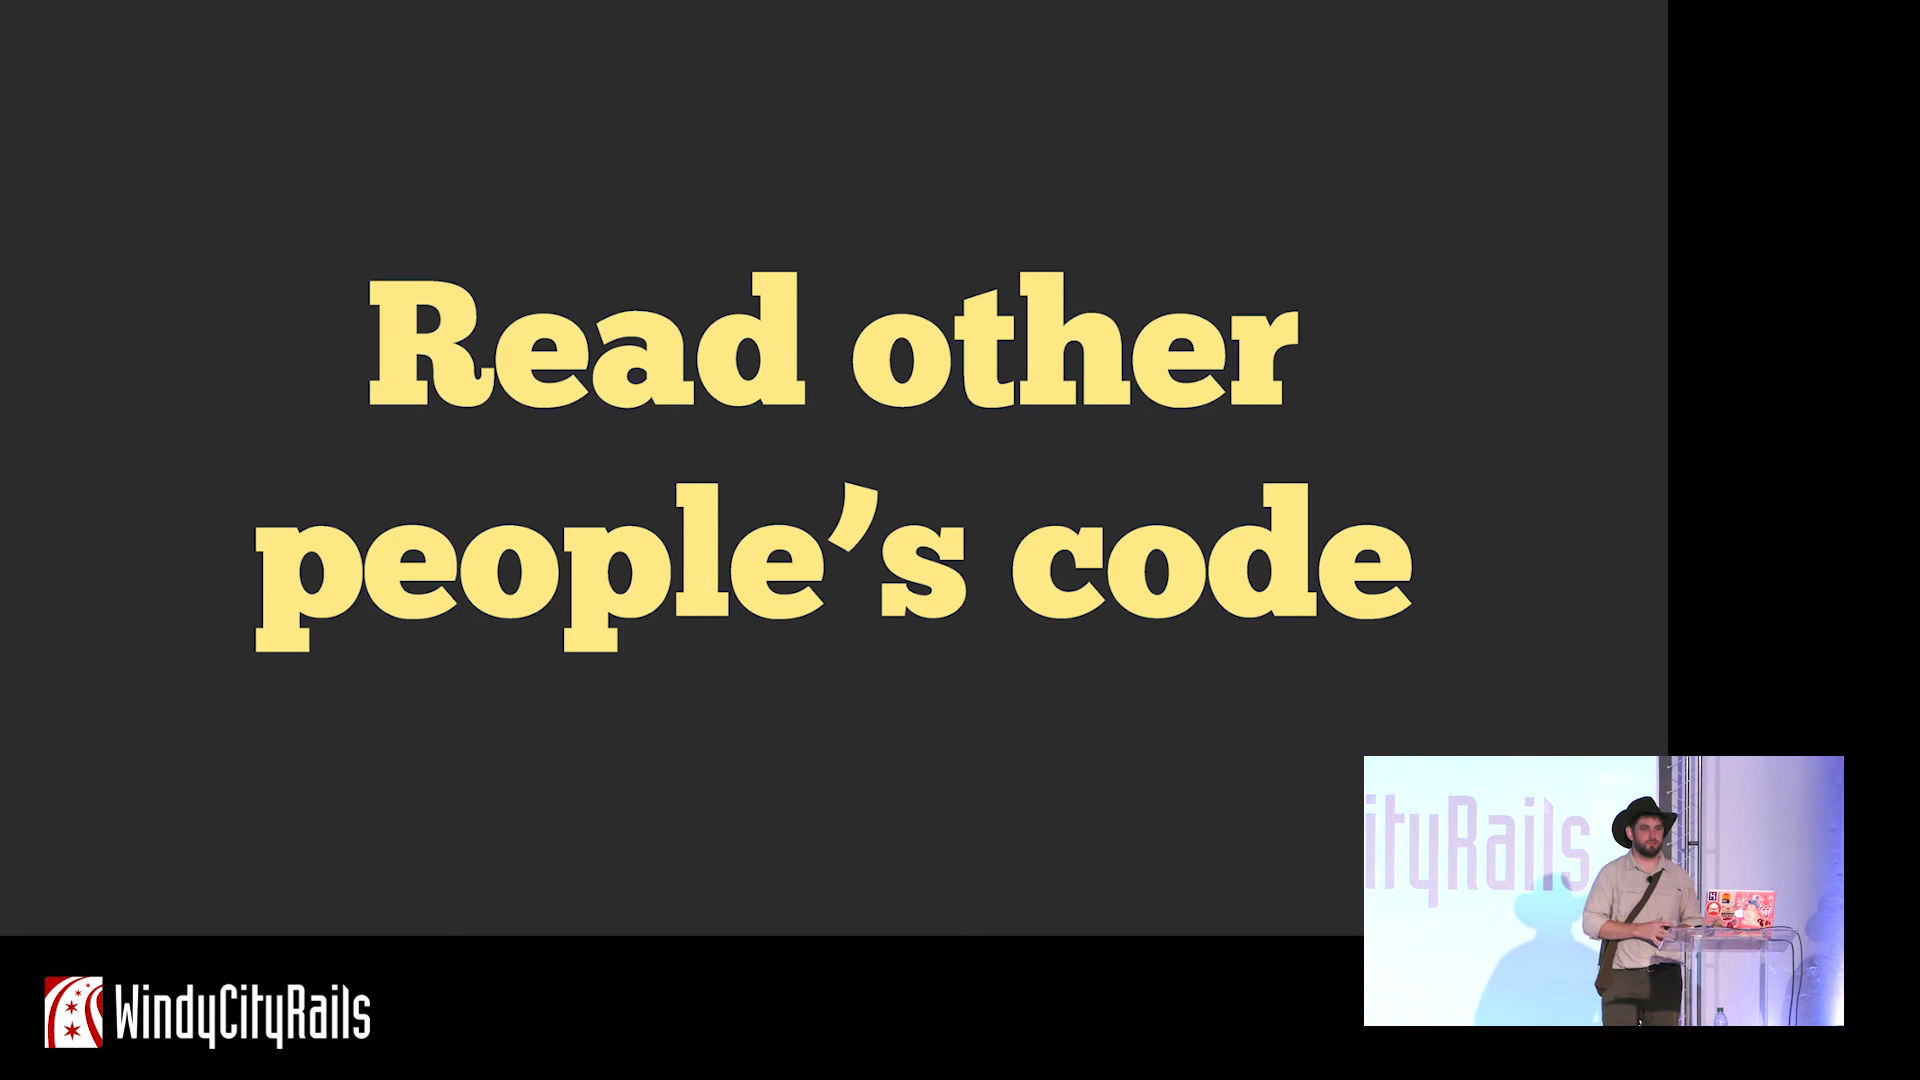 Read other
people’s code
ityRails
WindyCityRails